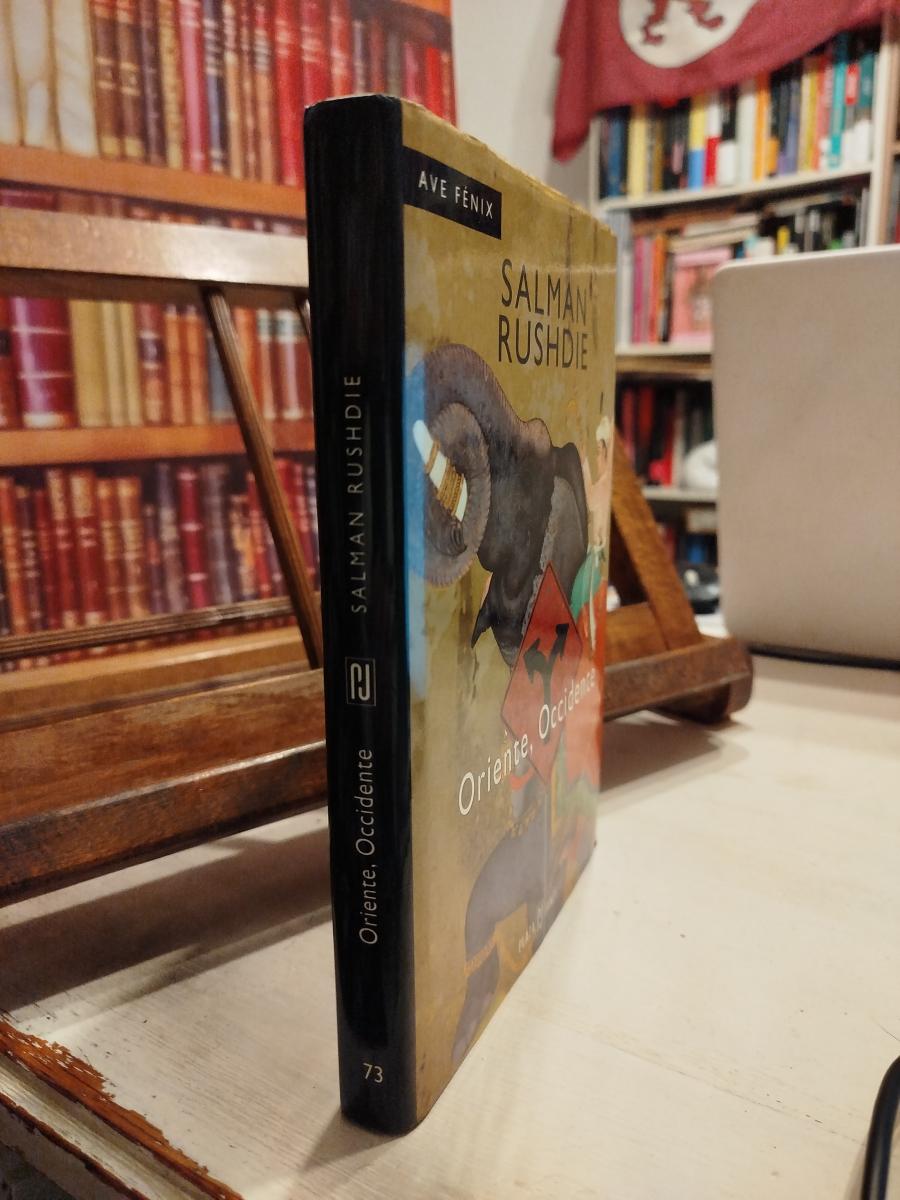 SALMAN RUSHDIE
Oriente, Occidente
73
AVE FÉNIX
SALMAN
RUSHDIE
Oriente, Occidente